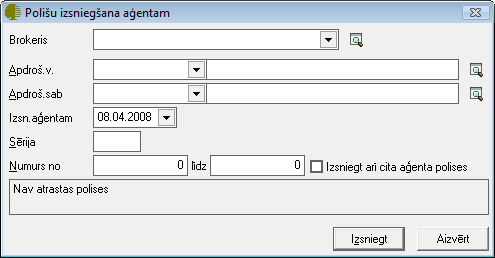 Polišu izsniegšana aģentam
Brokeris
Apdroš.v.
Apdroš.sab
Izsn.aģentam 08.04.2008
Sērija
Numurs no 0 līdz 0 Izsniegt arī cita aģenta polises
Nav atrastas polises
Izsniegt Aizvērt